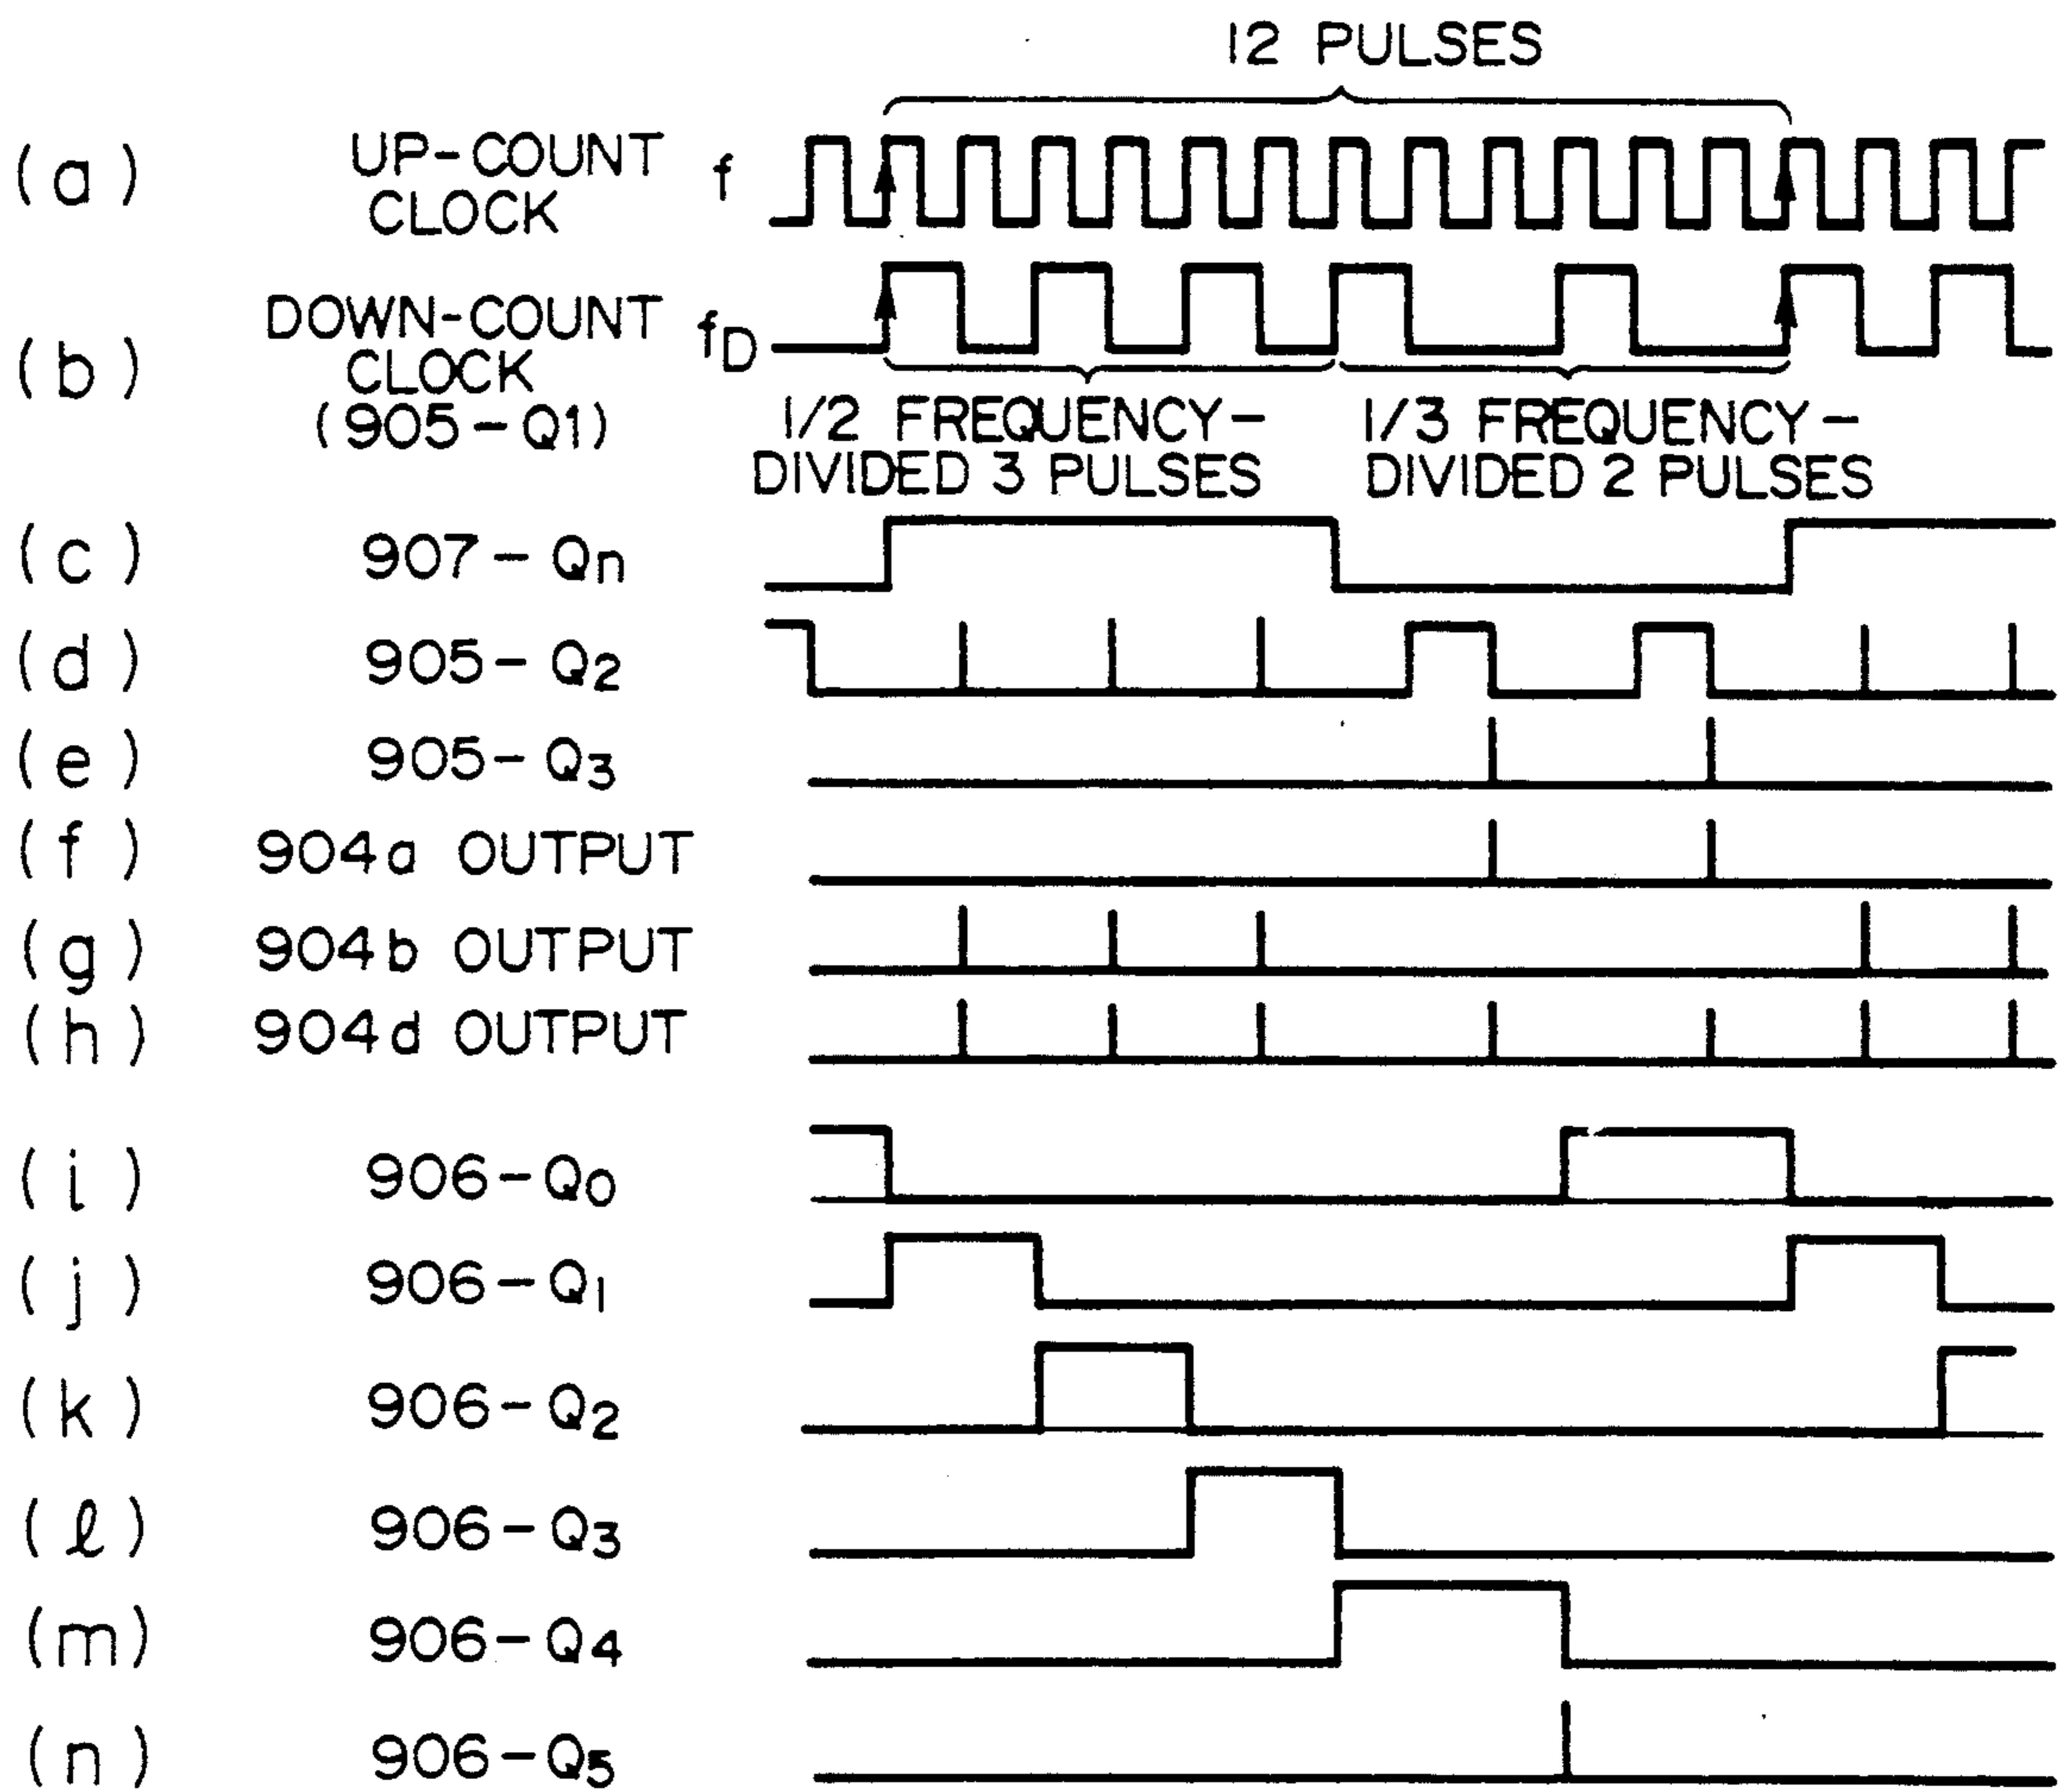 12 PULSES
(a) UP-COUNT CLOCK f
(b) DOWN-COUNT CLOCK (905-Q1) fD
1/2 FREQUENCY-DIVIDED 3 PULSES
1/3 FREQUENCY-DIVIDED 2 PULSES
(c) 907-Qn
(d) 905-Q2
(e) 905-Q3
(f) 904a OUTPUT
(g) 904b OUTPUT
(h) 904d OUTPUT
(i) 906-Q0
(j) 906-Q1
(k) 906-Q2
(ℓ) 906-Q3
(m) 906-Q4
(n) 906-Q5